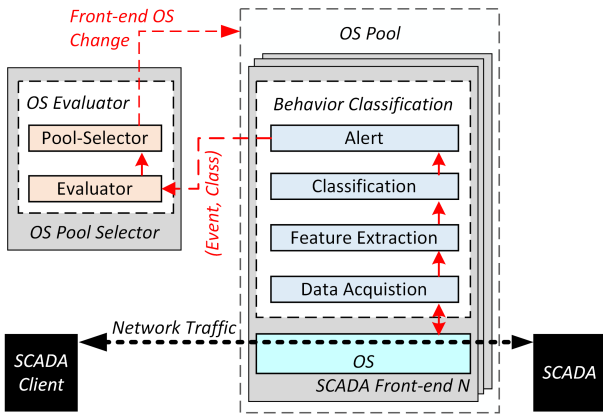 Front-end OS
Change
OS Pool
OS Evaluator
Pool-Selector
Evaluator
OS Pool Selector
(Event, Class)
Behavior Classification
Alert
Classification
Feature Extraction
Data Acquistion
Network Traffic
OS
SCADA Front-end N
SCADA
Client
SCADA